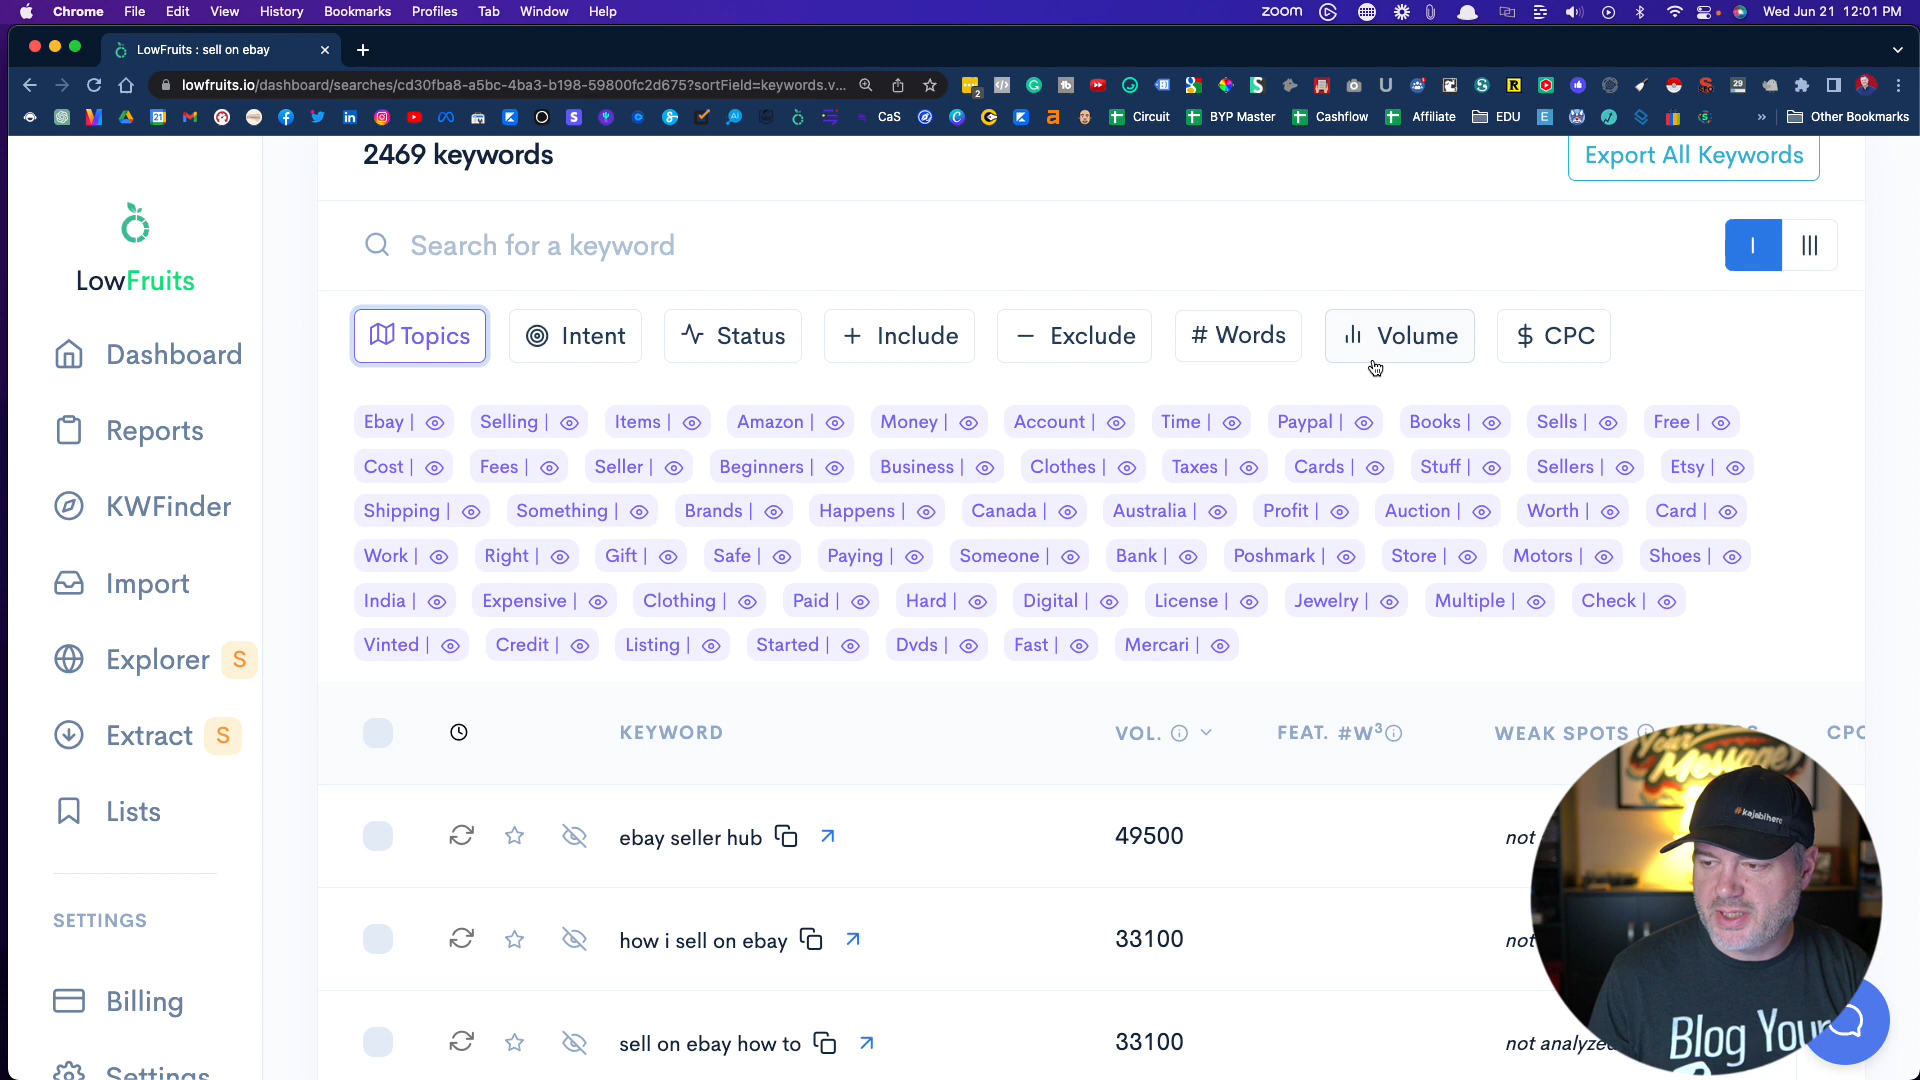 Chrome File Edit View History Bookmarks Profiles Tab Window Help zoom Wed Jun 21 12:01 PM
LowFruits : sell on ebay
lowfruits.io/dashboard/searches/cd30fba8-a5bc-4ba3-b198-59800fc2d675?sortField=keywords.v...
CaS Circuit BYP Master Cashflow Affiliate EDU Other Bookmarks
2469 keywords Export All Keywords
Search for a keyword
LowFruits
Dashboard
Reports
KWFinder
Import
Explorer S
Extract S
Lists
SETTINGS
Billing
Settings
Topics Intent Status + Include − Exclude # Words Volume $ CPC
Ebay | Selling | Items | Amazon | Money | Account | Time | Paypal | Books | Sells | Free |
Cost | Fees | Seller | Beginners | Business | Clothes | Taxes | Cards | Stuff | Sellers | Etsy |
Shipping | Something | Brands | Happens | Canada | Australia | Profit | Auction | Worth | Card |
Work | Right | Gift | Safe | Paying | Someone | Bank | Poshmark | Store | Motors | Shoes |
India | Expensive | Clothing | Paid | Hard | Digital | License | Jewelry | Multiple | Check |
Vinted | Credit | Listing | Started | Dvds | Fast | Mercari |
KEYWORD VOL. FEAT. #W³ WEAK SPOTS CPC
ebay seller hub 49500 not
how i sell on ebay 33100 not
sell on ebay how to 33100 not analyzed
Your Message
#kajabihero
Blog Your